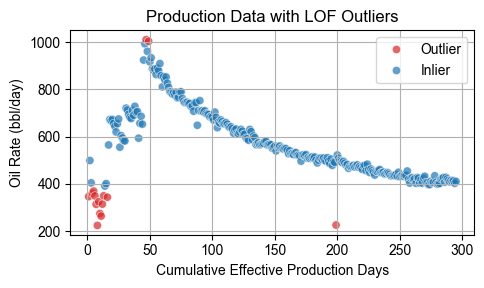 Production Data with LOF Outliers
Outlier
Inlier
Oil Rate (bbl/day)
1000
800
600
400
200
0
50
100
150
200
250
300
Cumulative Effective Production Days